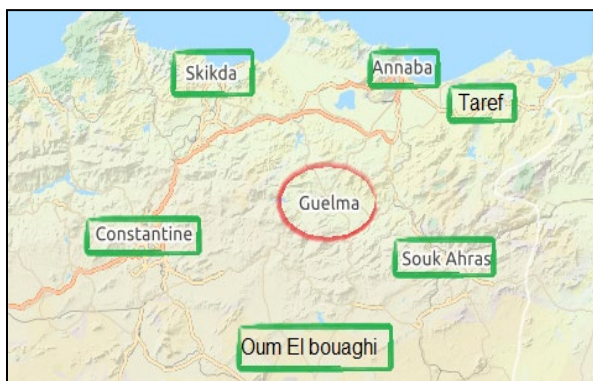 Annaba
Skikda
Taref
Guelma
Constantine
Souk Ahras
Oum El bouaghi